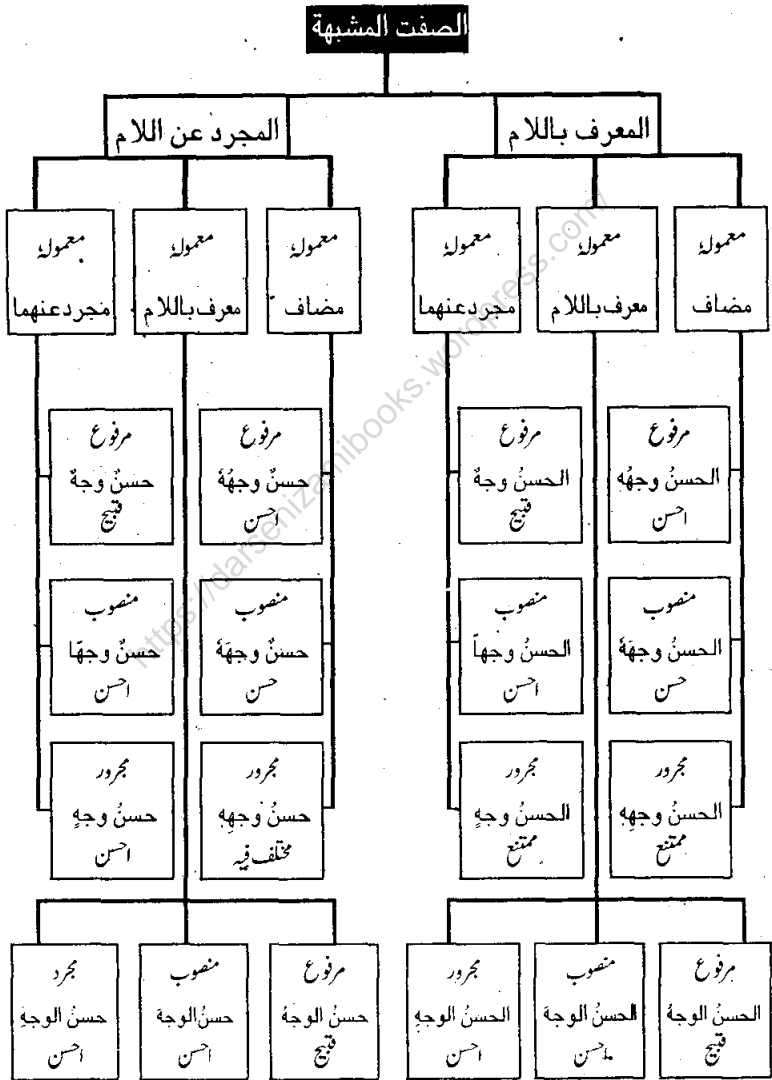 الصفت المشبهة
المعرف باللام
المجرد عن اللام
معمولهٗ
مضاف
معمولهٗ
معرف باللام
معمولهٗ
مجرد عنهما
معمولهٗ
مضاف
معمولهٗ
معرف باللام
معمولهٗ
مجرد عنهما
مرفوع
الحسنُ وجهُه
احسن
مرفوع
الحسنُ وجهٌ
قبیح
مرفوع
حسنٌ وجهُهٗ
احسن
مرفوع
حسنٌ وجهٌ
قبیح
منصوب
الحسنُ وجهَهٗ
حسن
منصوب
الحسنُ وجهاً
احسن
منصوب
حسنٌ وجهَهٗ
حسن
منصوب
حسنٌ وجهًا
احسن
مجرور
الحسنُ وجهِهٖ
ممتنع
مجرور
الحسنُ وجهٍ
ممتنع
مجرور
حسنُ وجهِهٖ
مختلف فیہ
مجرور
حسنُ وجهٍ
احسن
مرفوع
الحسنُ الوجهُ
قبیح
منصوب
الحسنُ الوجهَ
احسن
مجرور
الحسنُ الوجهِ
احسن
مرفوع
حسنُ الوجهُ
قبیح
منصوب
حسنُ الوجهَ
احسن
مجرد
حسنُ الوجهِ
احسن
https://darsenizamibooks.wordpress.com/